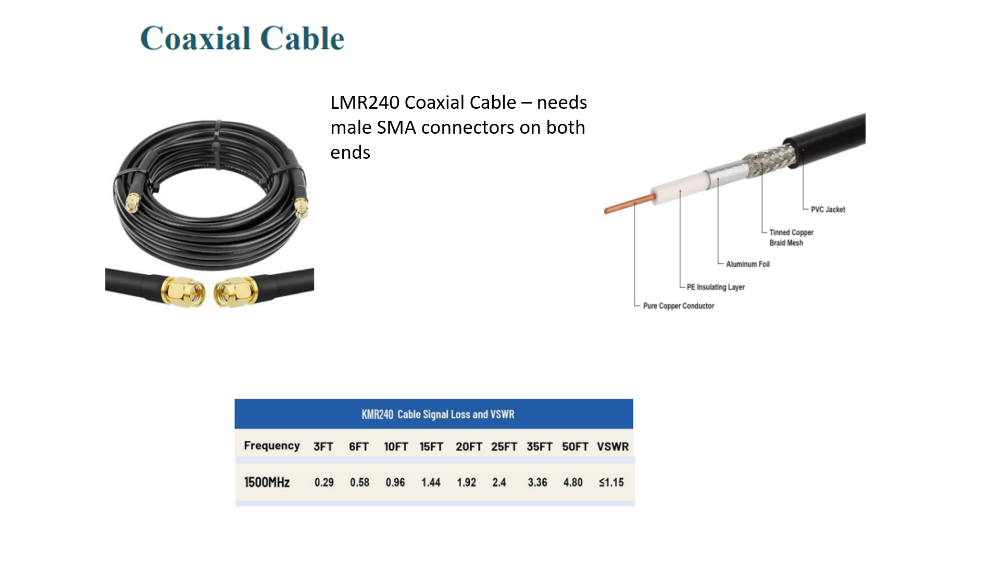 Coaxial Cable
LMR240 Coaxial Cable – needs
male SMA connectors on both
ends
PVC Jacket
Tinned Copper
Braid Mesh
Aluminum Foil
PE Insulating Layer
Pure Copper Conductor
KMR240 Cable Signal Loss and VSWR
Frequency 3FT 6FT 10FT 15FT 20FT 25FT 35FT 50FT VSWR
1500MHz 0.29 0.58 0.96 1.44 1.92 2.4 3.36 4.80 ≤1.15